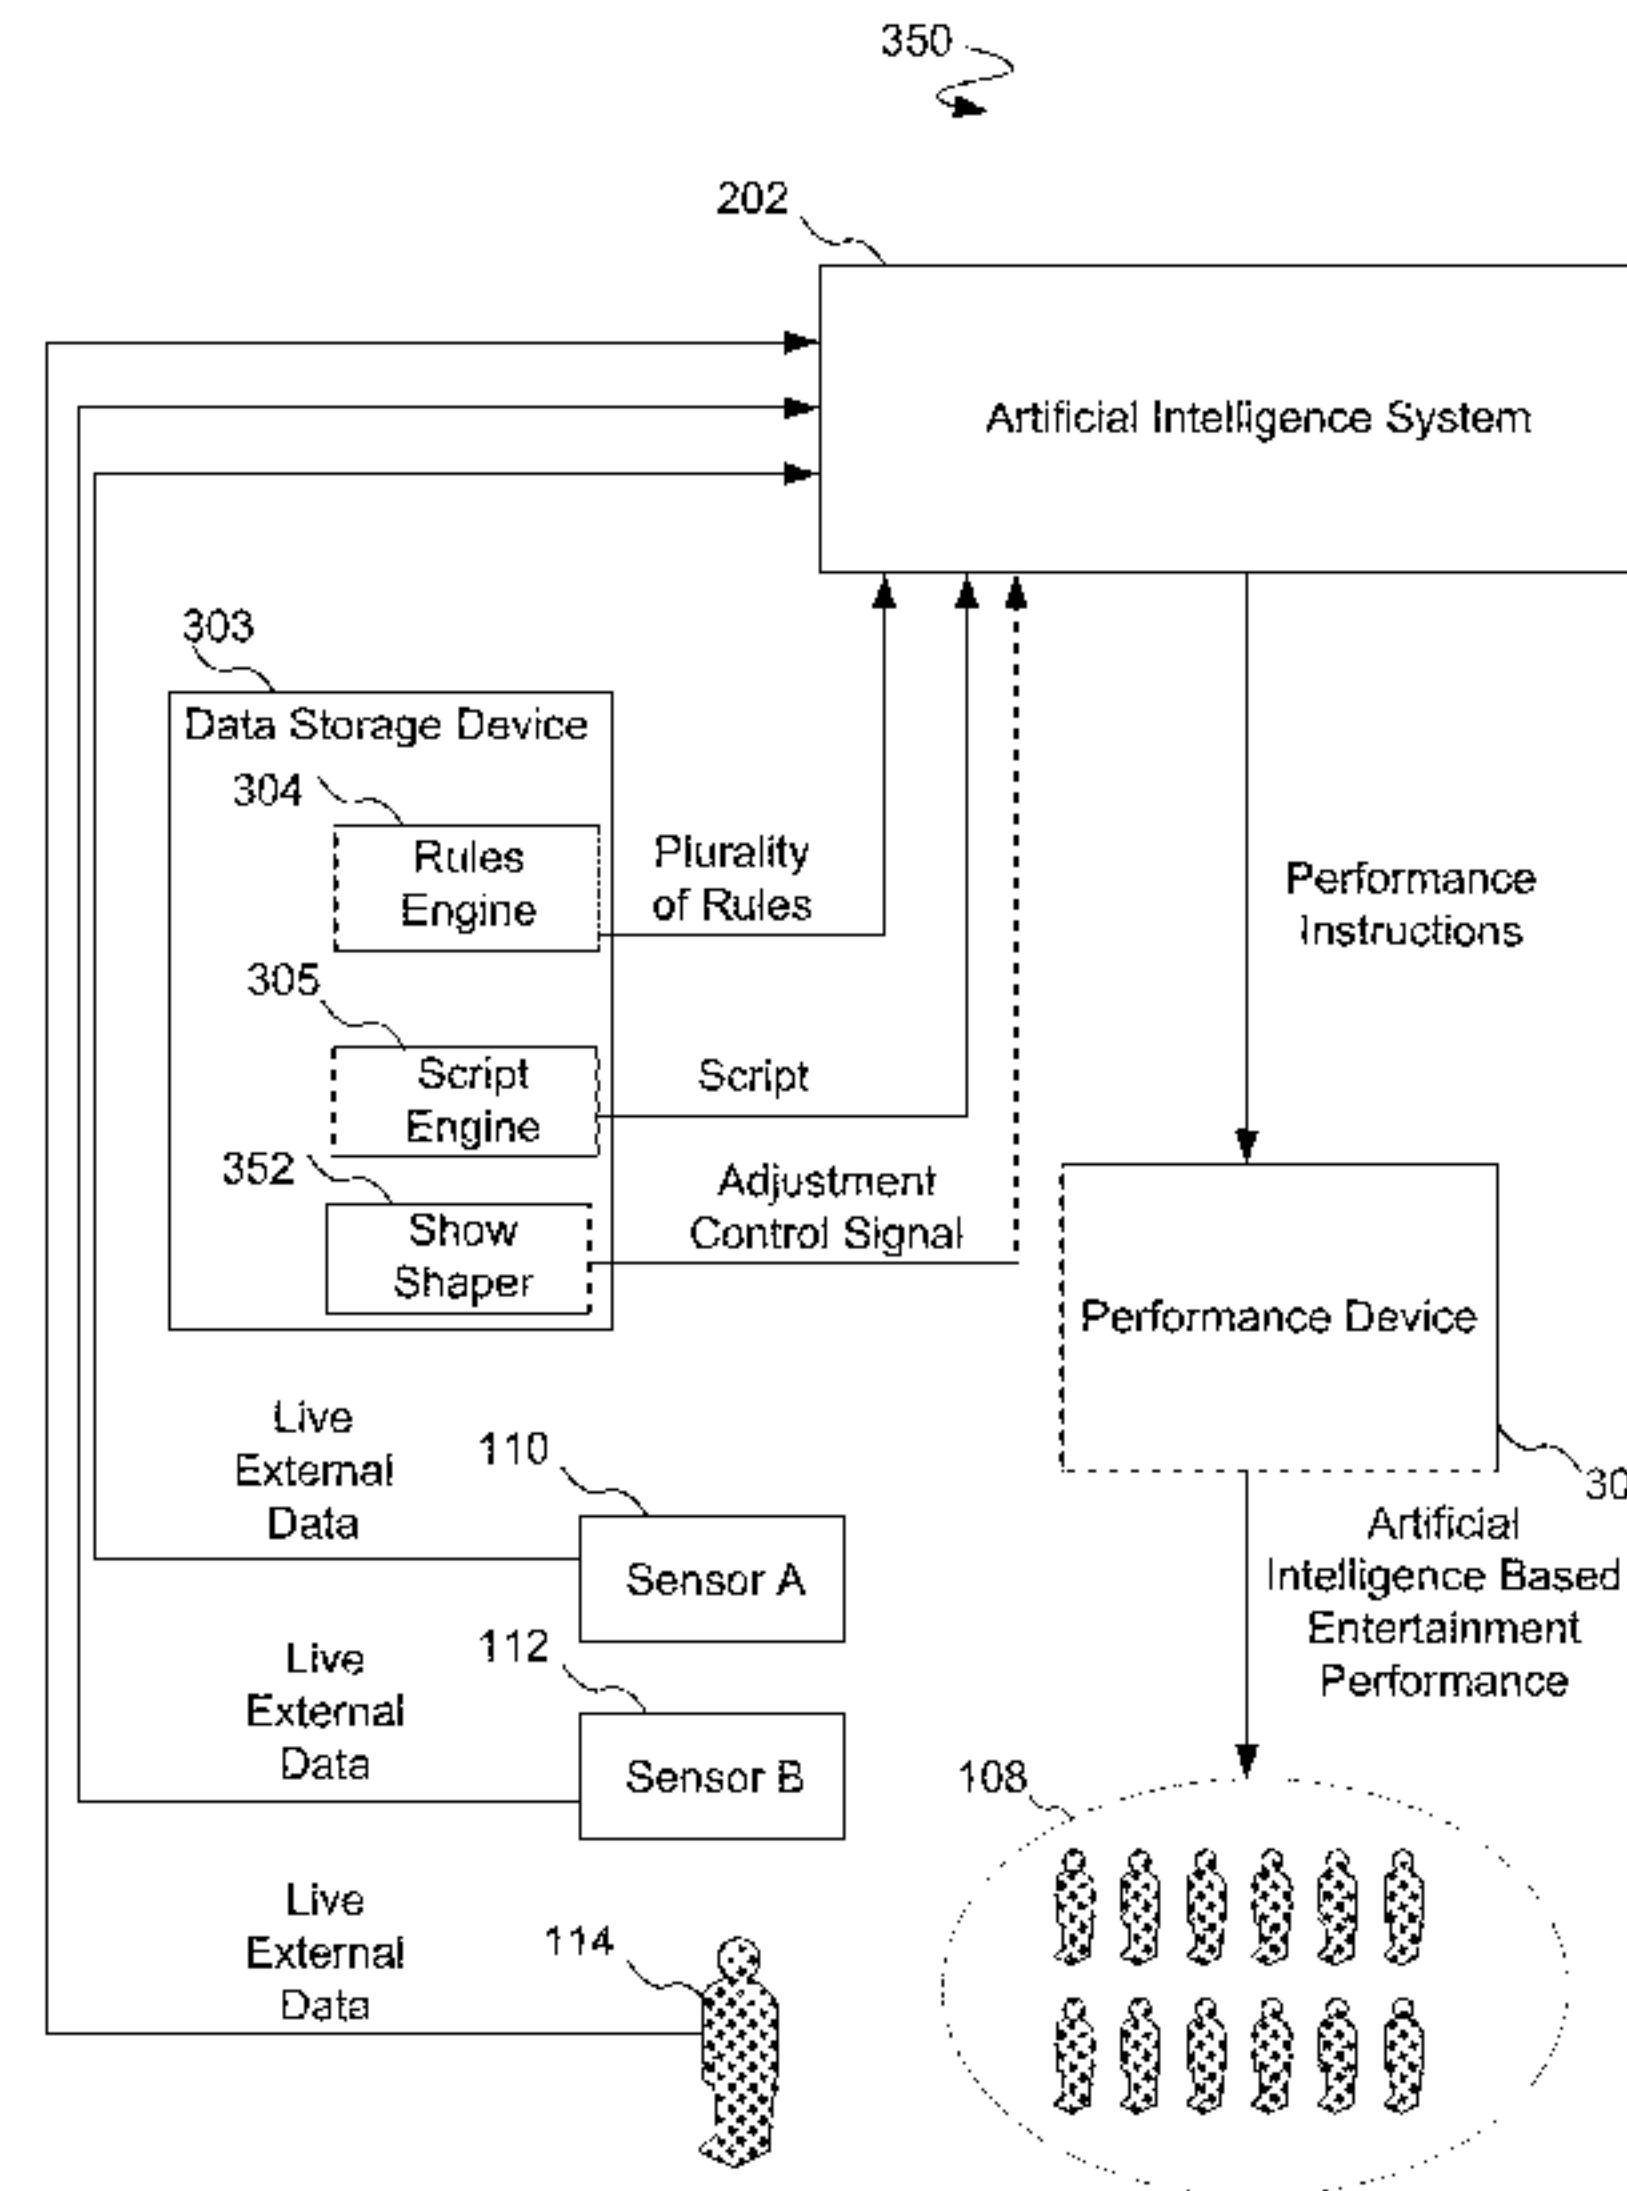 350
202
Artificial Intelligence System
303
Data Storage Device
304
Rules
Engine
Plurality
of Rules
305
Script
Engine
Script
352
Show
Shaper
Adjustment
Control Signal
Performance
Instructions
Performance Device
30
Artificial
Intelligence Based
Entertainment
Performance
Live
External
Data
110
Sensor A
Live
External
Data
112
Sensor B
Live
External
Data
114
108